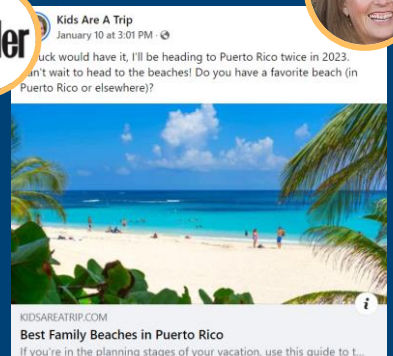 ler
Kids Are A Trip
January 10 at 3:01 PM ·
uck would have it, I'll be heading to Puerto Rico twice in 2023.
n't wait to head to the beaches! Do you have a favorite beach (in
Puerto Rico or elsewhere)?
i
KIDSAREATRIP.COM
Best Family Beaches in Puerto Rico
If you're in the planning stages of your vacation, use this guide to t...